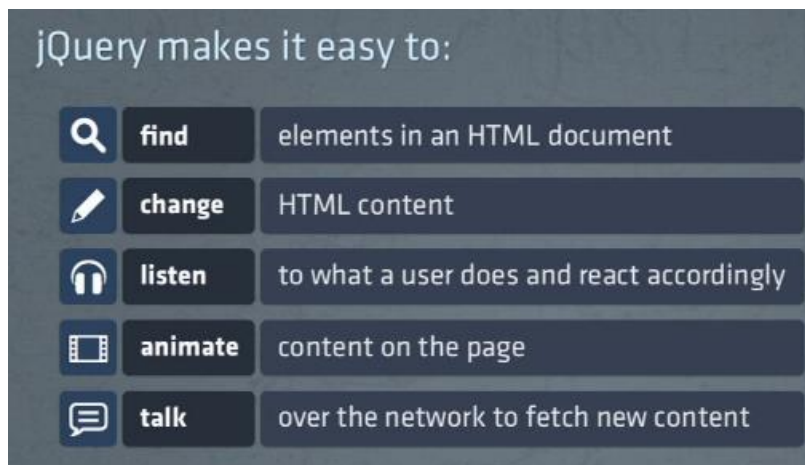 jQuery makes it easy to:
find elements in an HTML document
change HTML content
listen to what a user does and react accordingly
animate content on the page
talk over the network to fetch new content